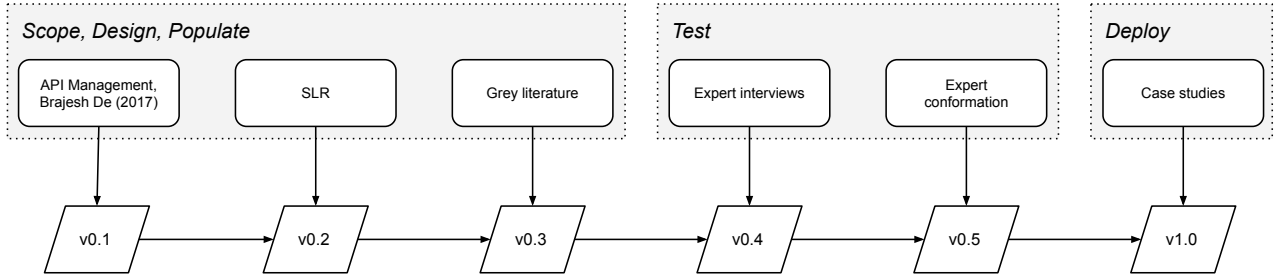 Scope, Design, Populate
Test
Deploy
API Management,
Brajesh De (2017)
SLR
Grey literature
Expert interviews
Expert
conformation
Case studies
v0.1
v0.2
v0.3
v0.4
v0.5
v1.0